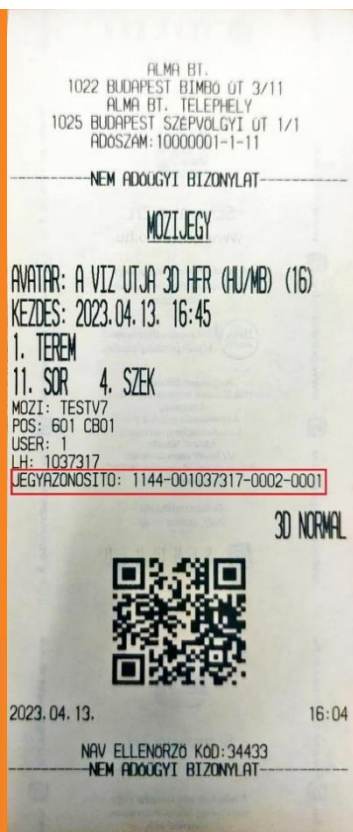 ALMA BT.
1022 BUDAPEST BIMBÓ ÚT 3/11
ALMA BT. TELEPHELY
1025 BUDAPEST SZÉPVÖLGYI ÚT 1/1
ADÓSZÁM:10000001-1-11
NEM ADÓÜGYI BIZONYLAT
MOZIJEGY
AVATAR: A VIZ UTJA 3D HFR (HU/MB) (16)
KEZDES: 2023.04.13. 16:45
1. TEREM
11. SOR 4. SZEK
MOZI: TESTV7
POS: 601 CB01
USER: 1
LH: 1037317
JEGYAZONOSITO: 1144-001037317-0002-0001
3D NORMAL
2023.04.13. 16:04
NAV ELLENŐRZŐ KÓD:34433
NEM ADÓÜGYI BIZONYLAT